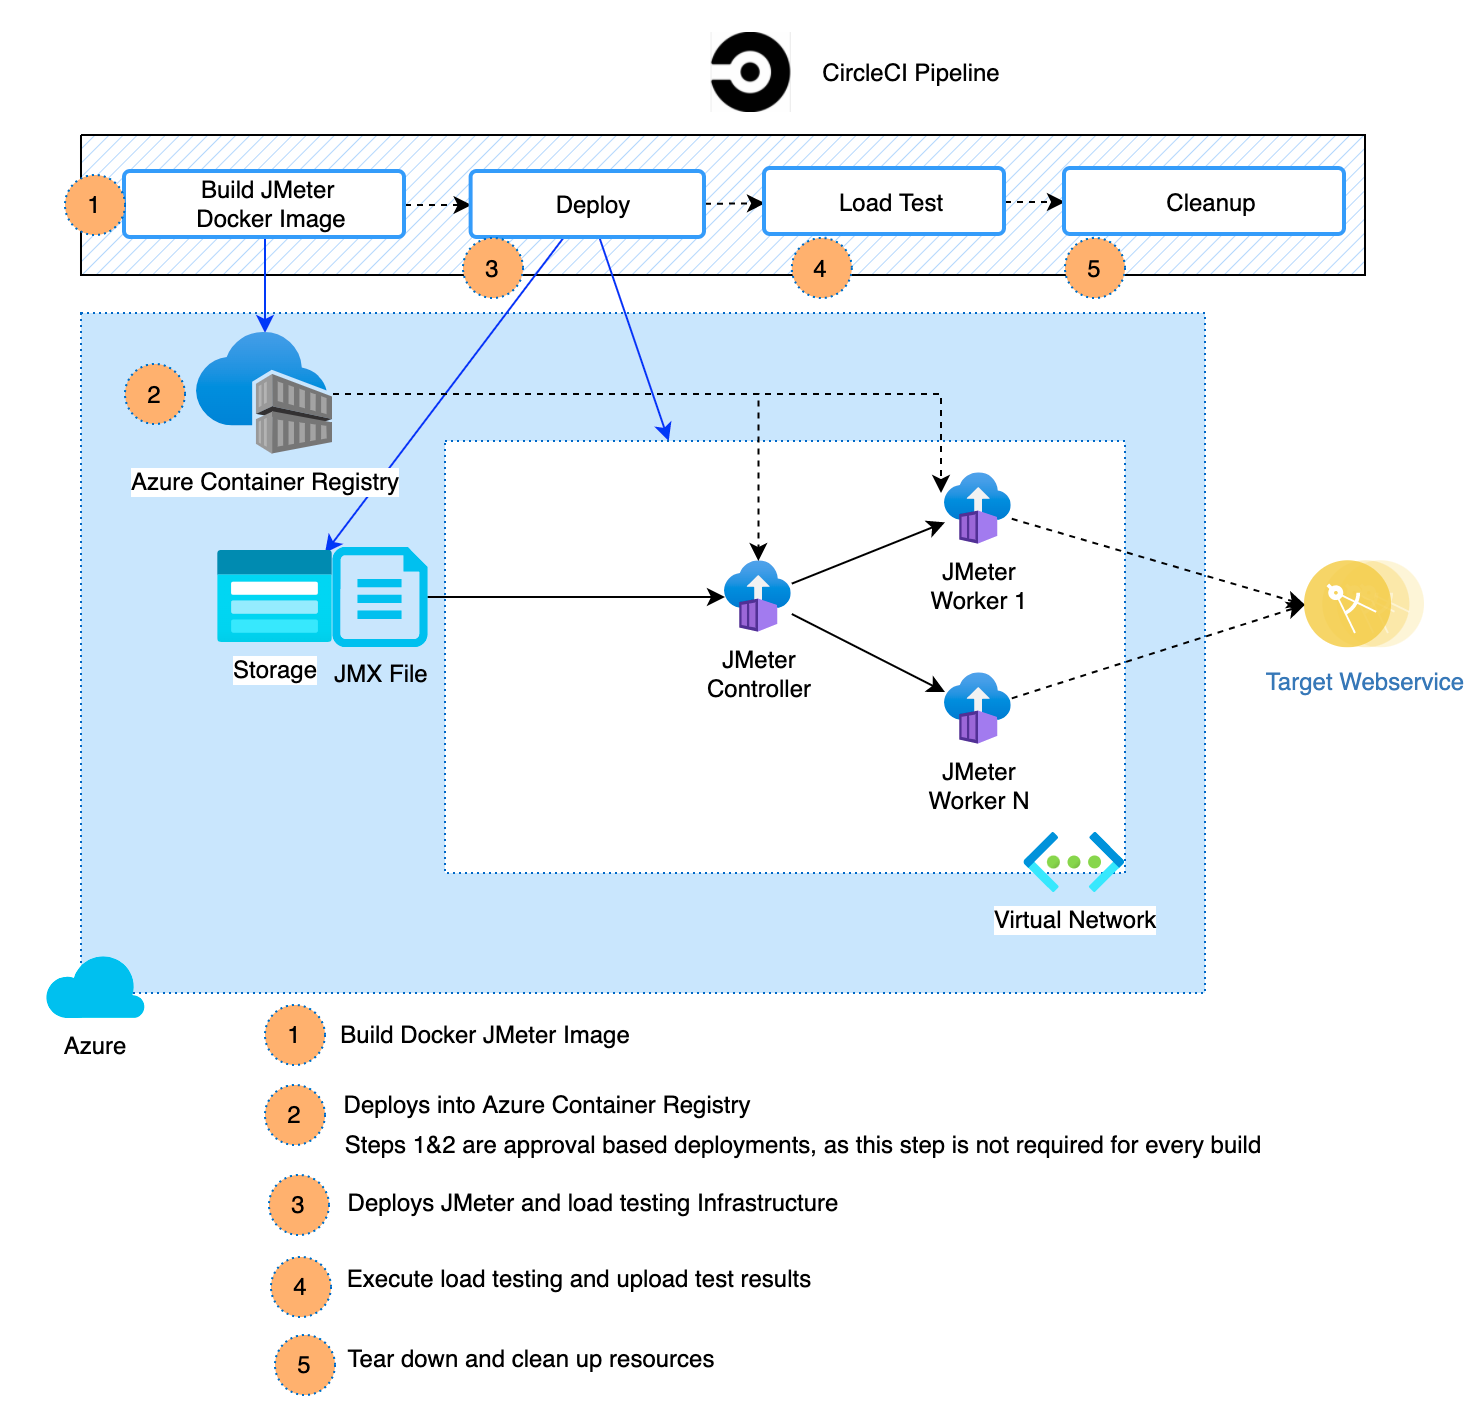 CircleCI Pipeline
1
Build JMeter
Docker Image
Deploy
Load Test
Cleanup
3
4
5
2
Azure Container Registry
Storage
JMX File
JMeter
Controller
JMeter
Worker 1
JMeter
Worker N
Target Webservice
Virtual Network
Azure
1
Build Docker JMeter Image
2
Deploys into Azure Container Registry
Steps 1&2 are approval based deployments, as this step is not required for every build
3
Deploys JMeter and load testing Infrastructure
4
Execute load testing and upload test results
5
Tear down and clean up resources